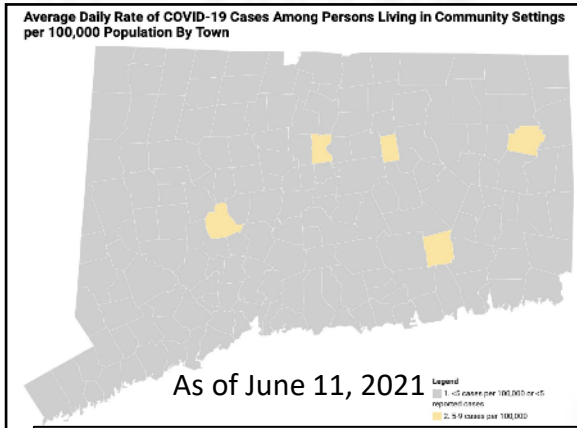 Average Daily Rate of COVID-19 Cases Among Persons Living in Community Settings
per 100,000 Population By Town
As of June 11, 2021
Legend
1. <5 cases per 100,000 or <5
reported cases
2. 5-9 cases per 100,000